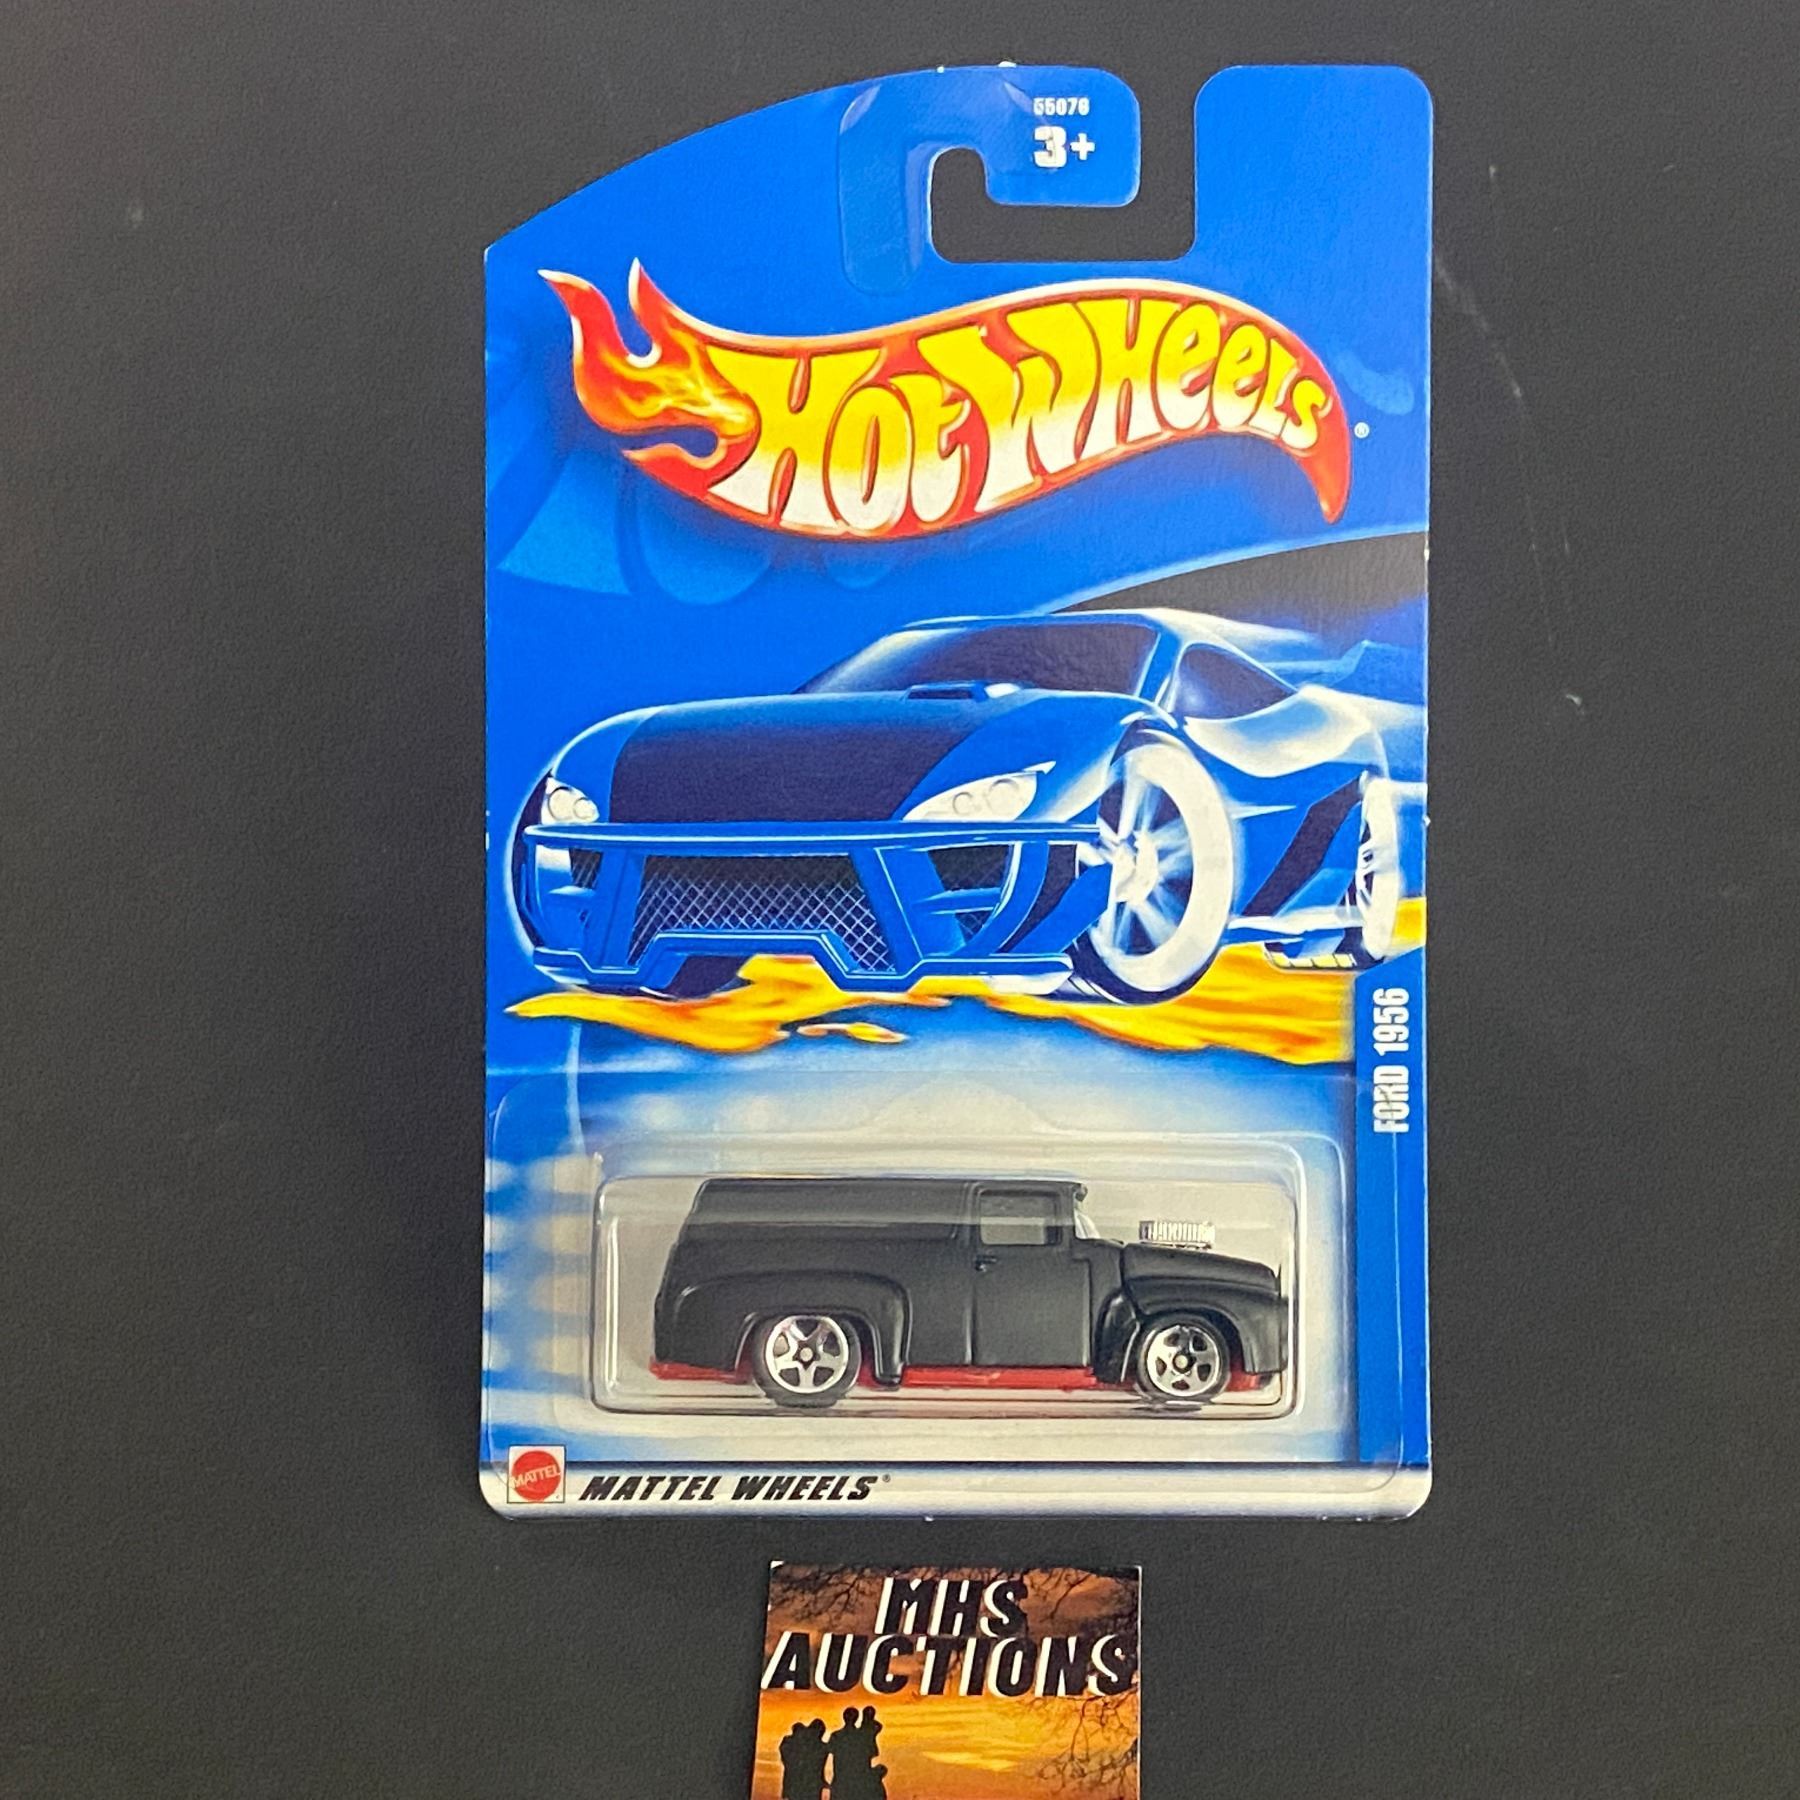 55076
3+
Hot Wheels®
FORD 1956
MATTEL
MATTEL WHEELS®
MHS
AUCTIONS